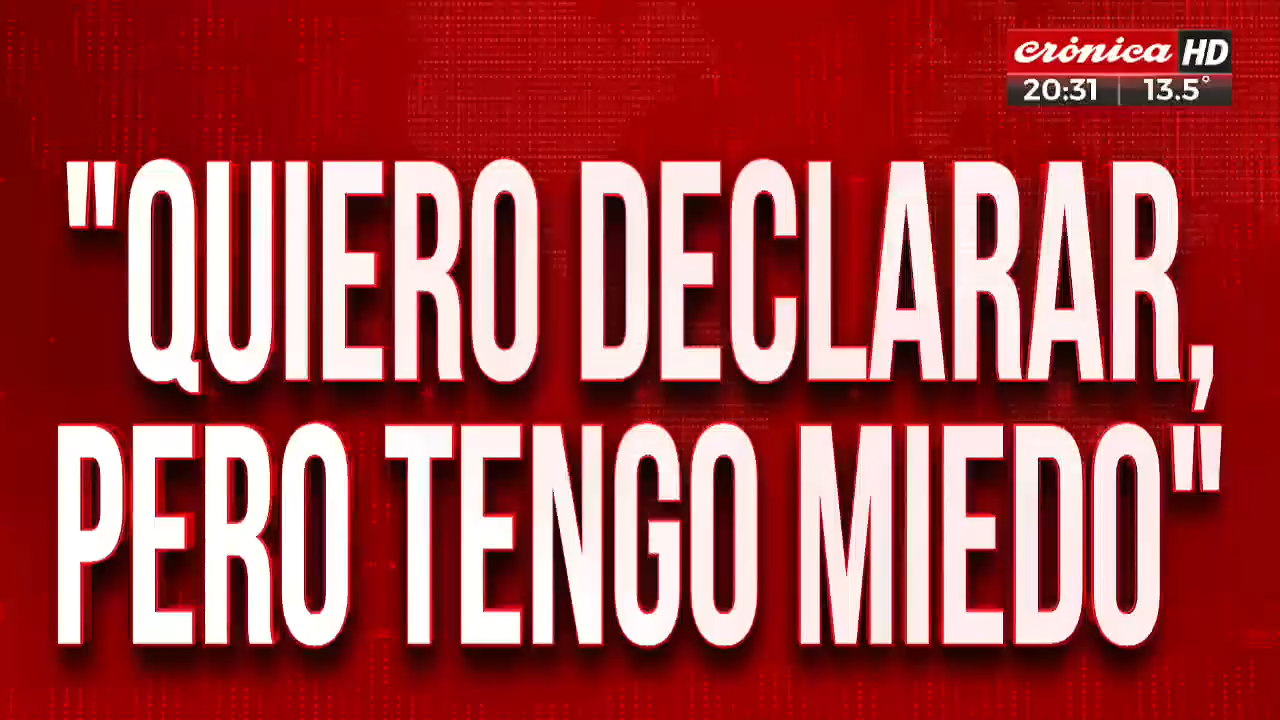 crónica HD
20:31 13.5°
"QUIERO DECLARAR,
PERO TENGO MIEDO"